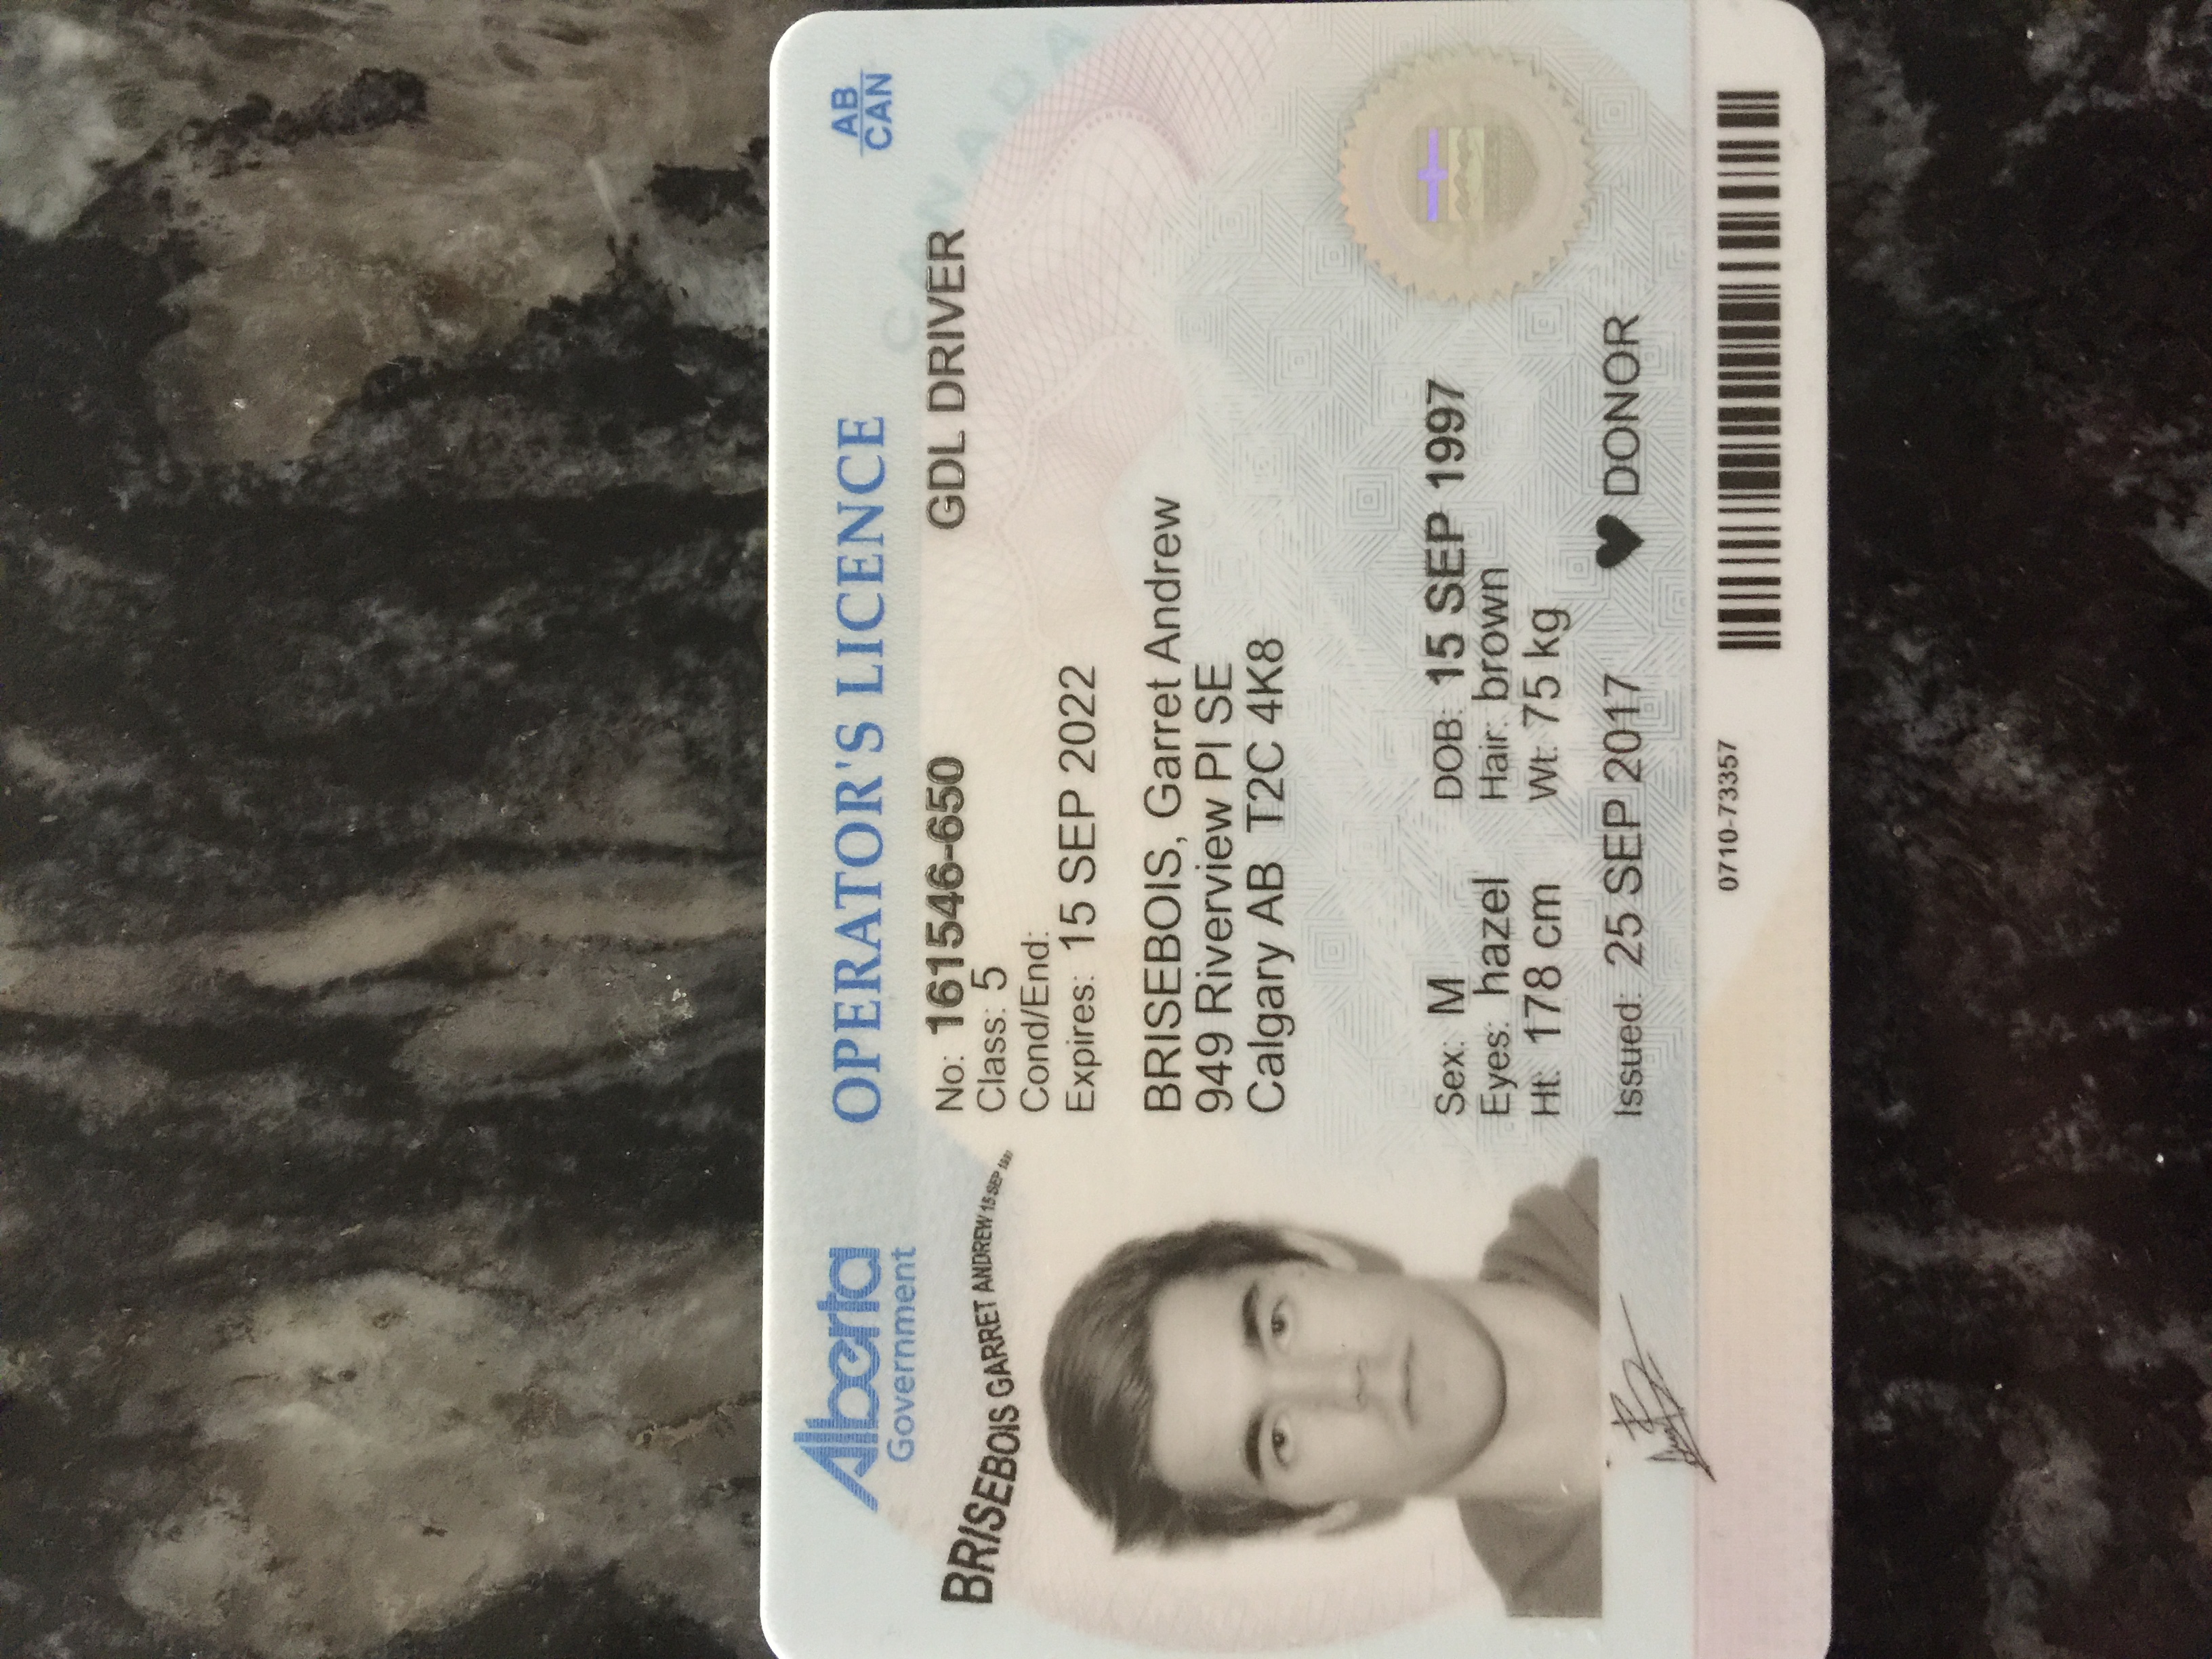 Alberta
Government
OPERATOR'S LICENCE
AB
CAN
CANADA
BRISEBOIS GARRET ANDREW 15 SEP 1997
No: 161546-650 GDL DRIVER
Class: 5
Cond/End:
Expires: 15 SEP 2022
BRISEBOIS, Garret Andrew
949 Riverview Pl SE
Calgary AB T2C 4K8
Sex: M DOB: 15 SEP 1997
Eyes: hazel Hair: brown
Ht: 178 cm Wt: 75 kg
Issued: 25 SEP 2017 ♥ DONOR
0710-73357